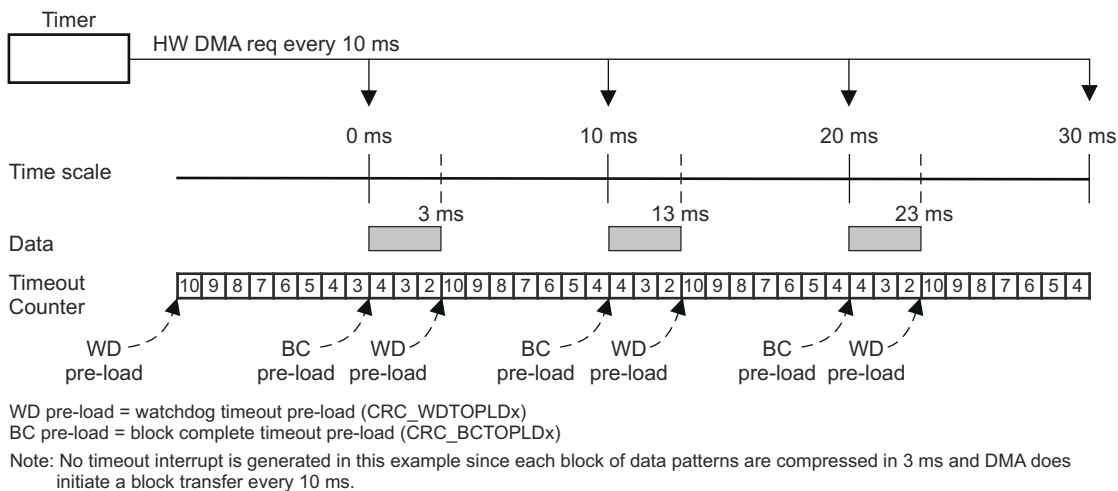 Timer
HW DMA req every 10 ms
0 ms
10 ms
20 ms
30 ms
Time scale
3 ms
13 ms
23 ms
Data
Timeout
Counter
10 9 8 7 6 5 4 3 4 3 2 10 9 8 7 6 5 4 4 3 2 10 9 8 7 6 5 4 4 3 2 10 9 8 7 6 5 4
WD
pre-load
BC
pre-load
WD
pre-load
BC
pre-load
WD
pre-load
BC
pre-load
WD
pre-load
WD pre-load = watchdog timeout pre-load (CRC_WDTOPLDx)
BC pre-load = block complete timeout pre-load (CRC_BCTOPLDx)
Note: No timeout interrupt is generated in this example since each block of data patterns are compressed in 3 ms and DMA does
initiate a block transfer every 10 ms.